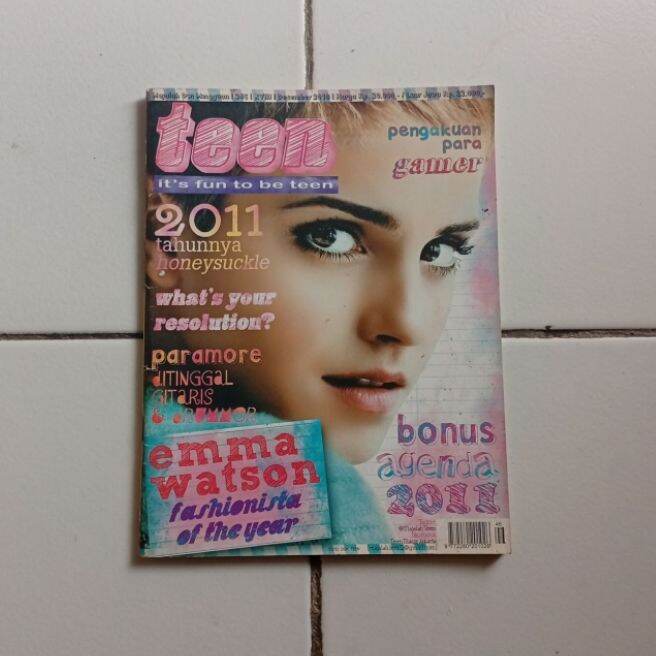 teen
it's fun to be teen
pengakuan
para
gamer
2011
tahunnya
honeysuckle
what's your
resolution?
paramore
DITINGGAL
GITARIS
& DRUMMER
emma
watson
fashionista
of the year
bonus
agenda
2011